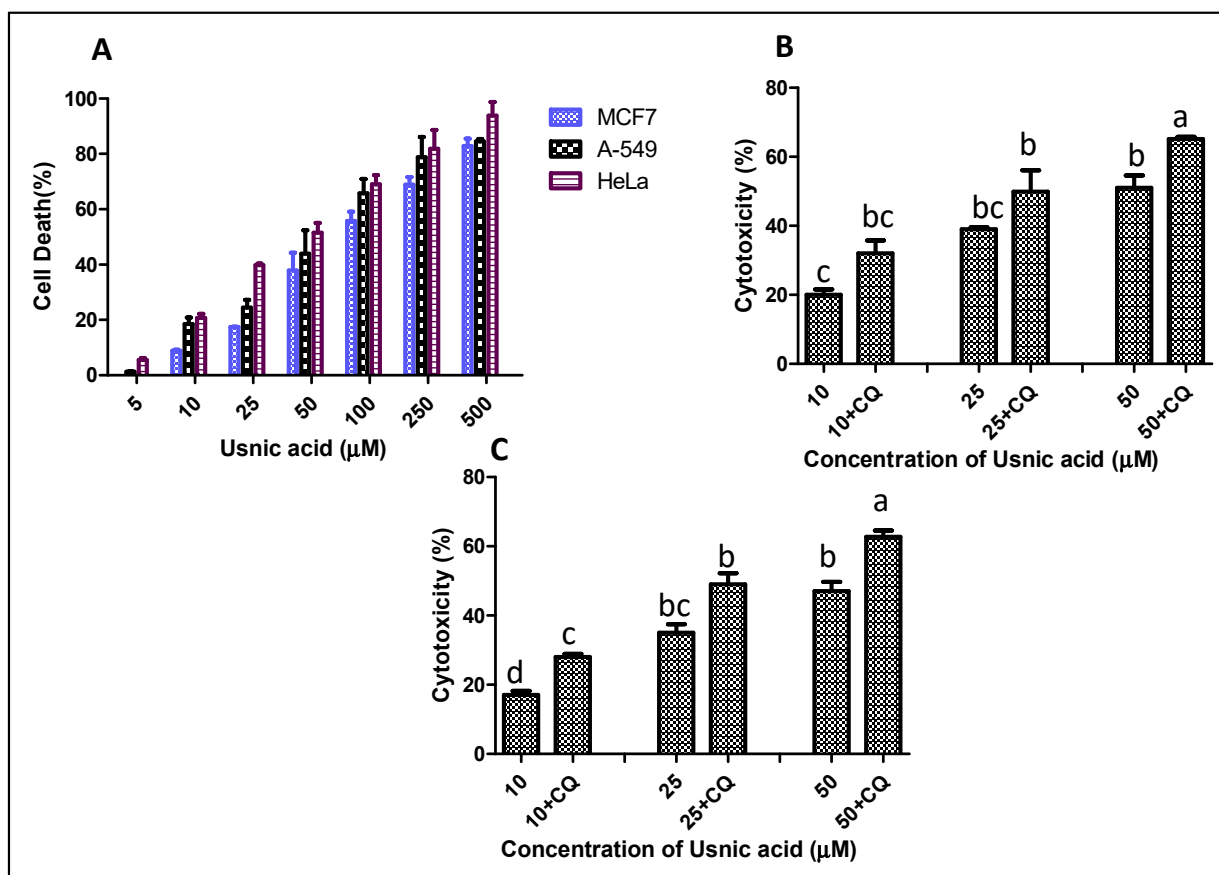 A
Cell Death(%)
100
80
60
40
20
0
5
10
25
50
100
250
500
Usnic acid (μM)
MCF7
A-549
HeLa
B
Cytotoxicity (%)
80
60
40
20
0
c
bc
bc
b
b
a
10
10+CQ
25
25+CQ
50
50+CQ
Concentration of Usnic acid (μM)
C
Cytotoxicity (%)
80
60
40
20
0
d
c
bc
b
b
a
10
10+CQ
25
25+CQ
50
50+CQ
Concentration of Usnic acid (μM)